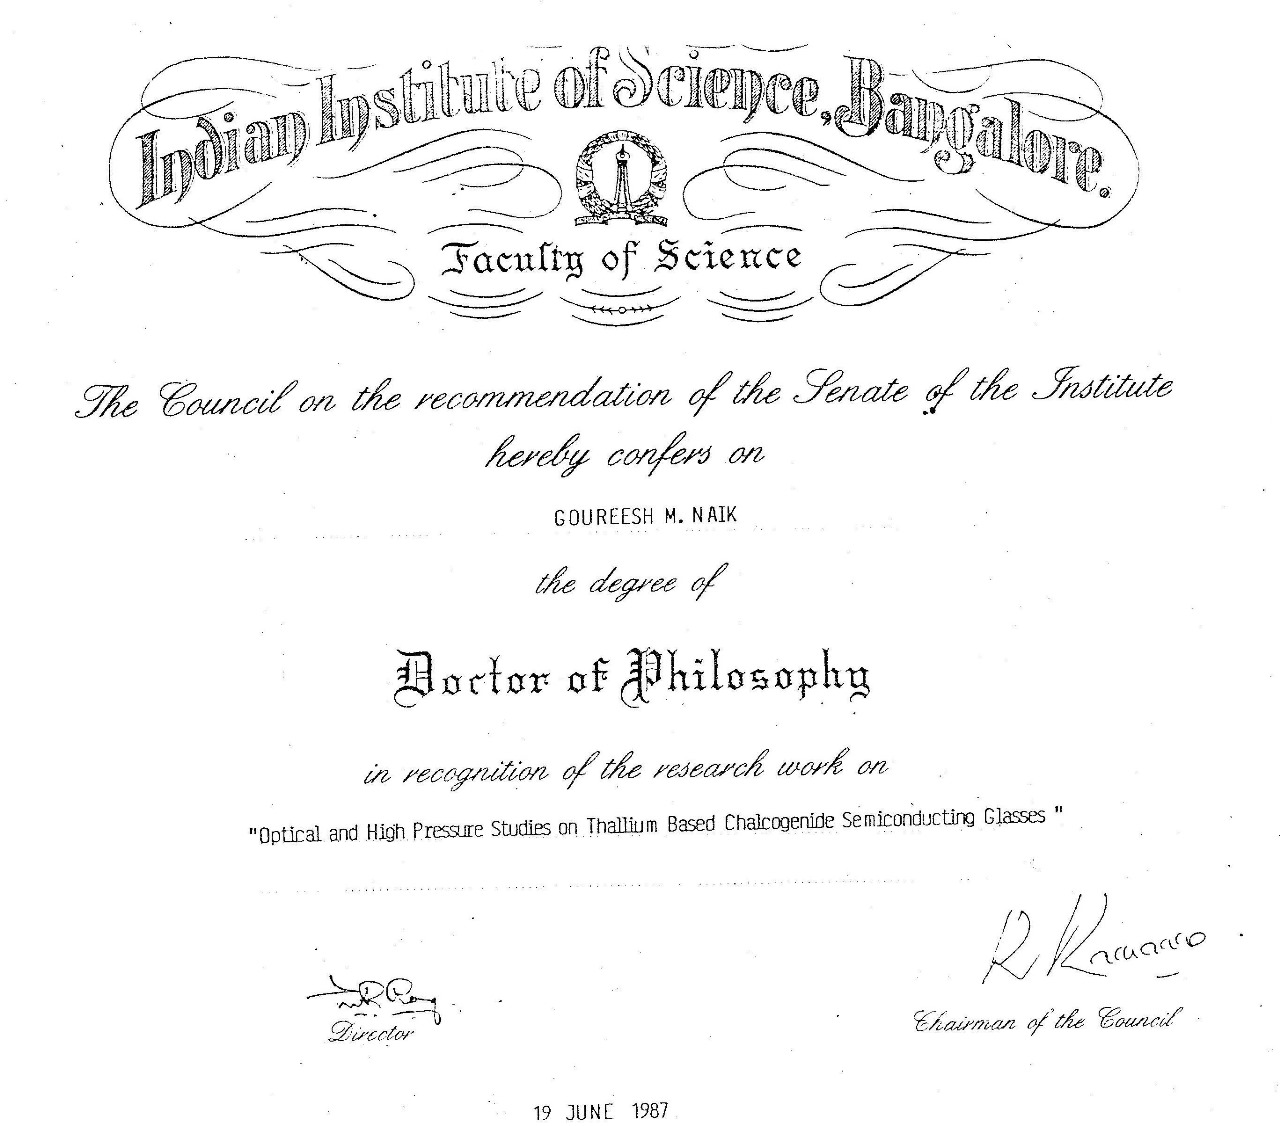 Indian Institute of Science, Bangalore.
Faculty of Science
The Council on the recommendation of the Senate of the Institute
hereby confers on
GOUREESH M. NAIK
the degree of
Doctor of Philosophy
in recognition of the research work on
"Optical and High Pressure Studies on Thallium Based Chalcogenide Semiconducting Glasses "
Director
Chairman of the Council
19 JUNE 1987